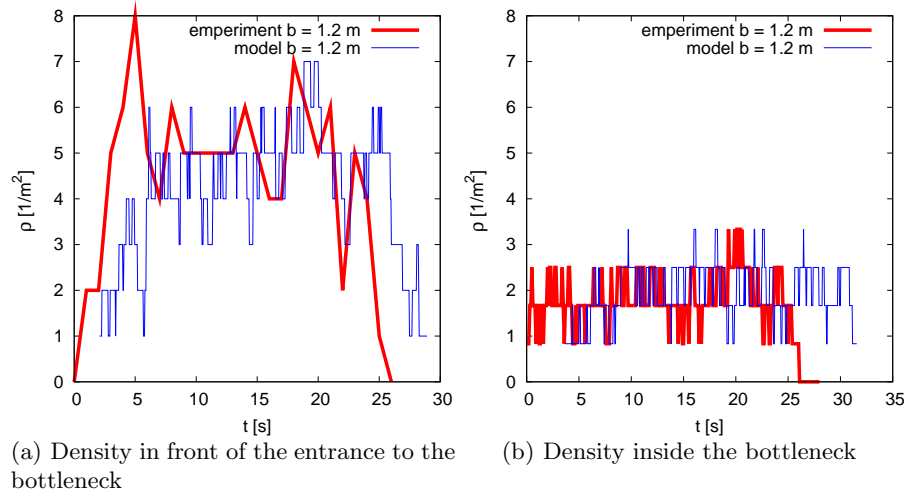 8
7
6
5
4
3
2
1
0
ρ [1/m²]
emperiment b = 1.2 m
model b = 1.2 m
0 5 10 15 20 25 30
t [s]
(a) Density in front of the entrance to the
bottleneck
8
7
6
5
4
3
2
1
0
ρ [1/m²]
experiment b = 1.2 m
model b = 1.2 m
0 5 10 15 20 25 30 35
t [s]
(b) Density inside the bottleneck